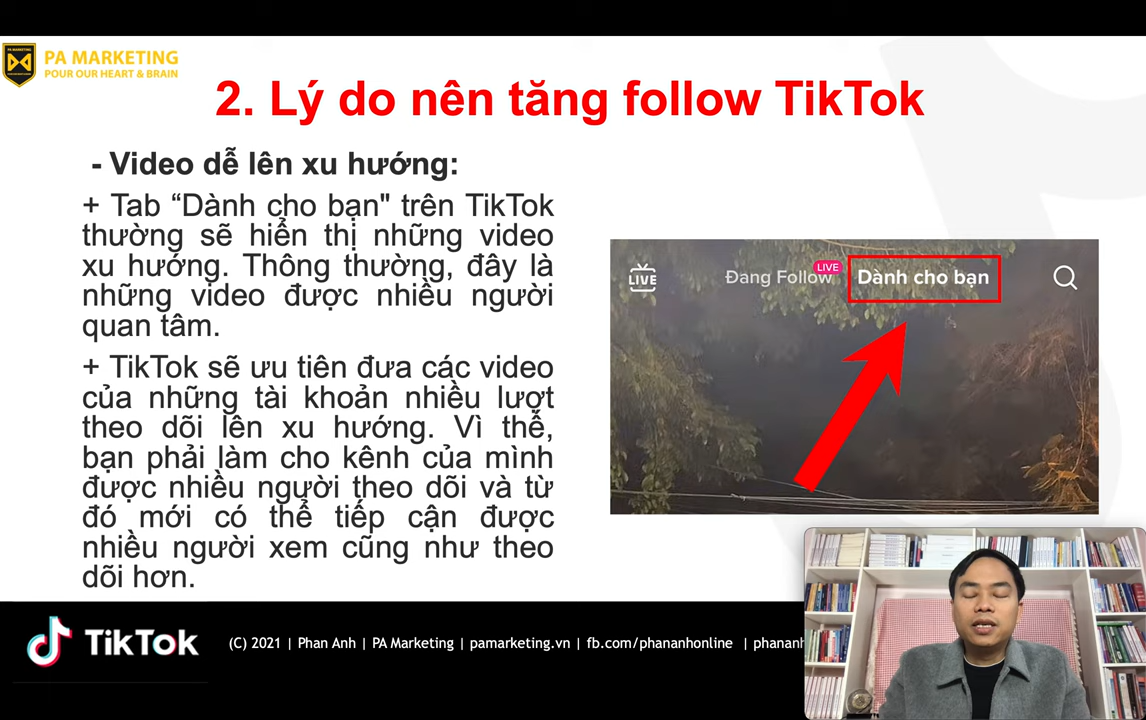 PA MARKETING
POUR OUR HEART & BRAIN
2. Lý do nên tăng follow TikTok
- Video dễ lên xu hướng:
+ Tab “Dành cho bạn" trên TikTok
thường sẽ hiển thị những video
xu hướng. Thông thường, đây là
những video được nhiều người
quan tâm.
+ TikTok sẽ ưu tiên đưa các video
của những tài khoản nhiều lượt
theo dõi lên xu hướng. Vì thế,
bạn phải làm cho kênh của mình
được nhiều người theo dõi và từ
đó mới có thể tiếp cận được
nhiều người xem cũng như theo
dõi hơn.
LIVE
Đang Follow
LIVE
Dành cho bạn
TikTok
(C) 2021 | Phan Anh | PA Marketing | pamarketing.vn | fb.com/phananhonline | phananh